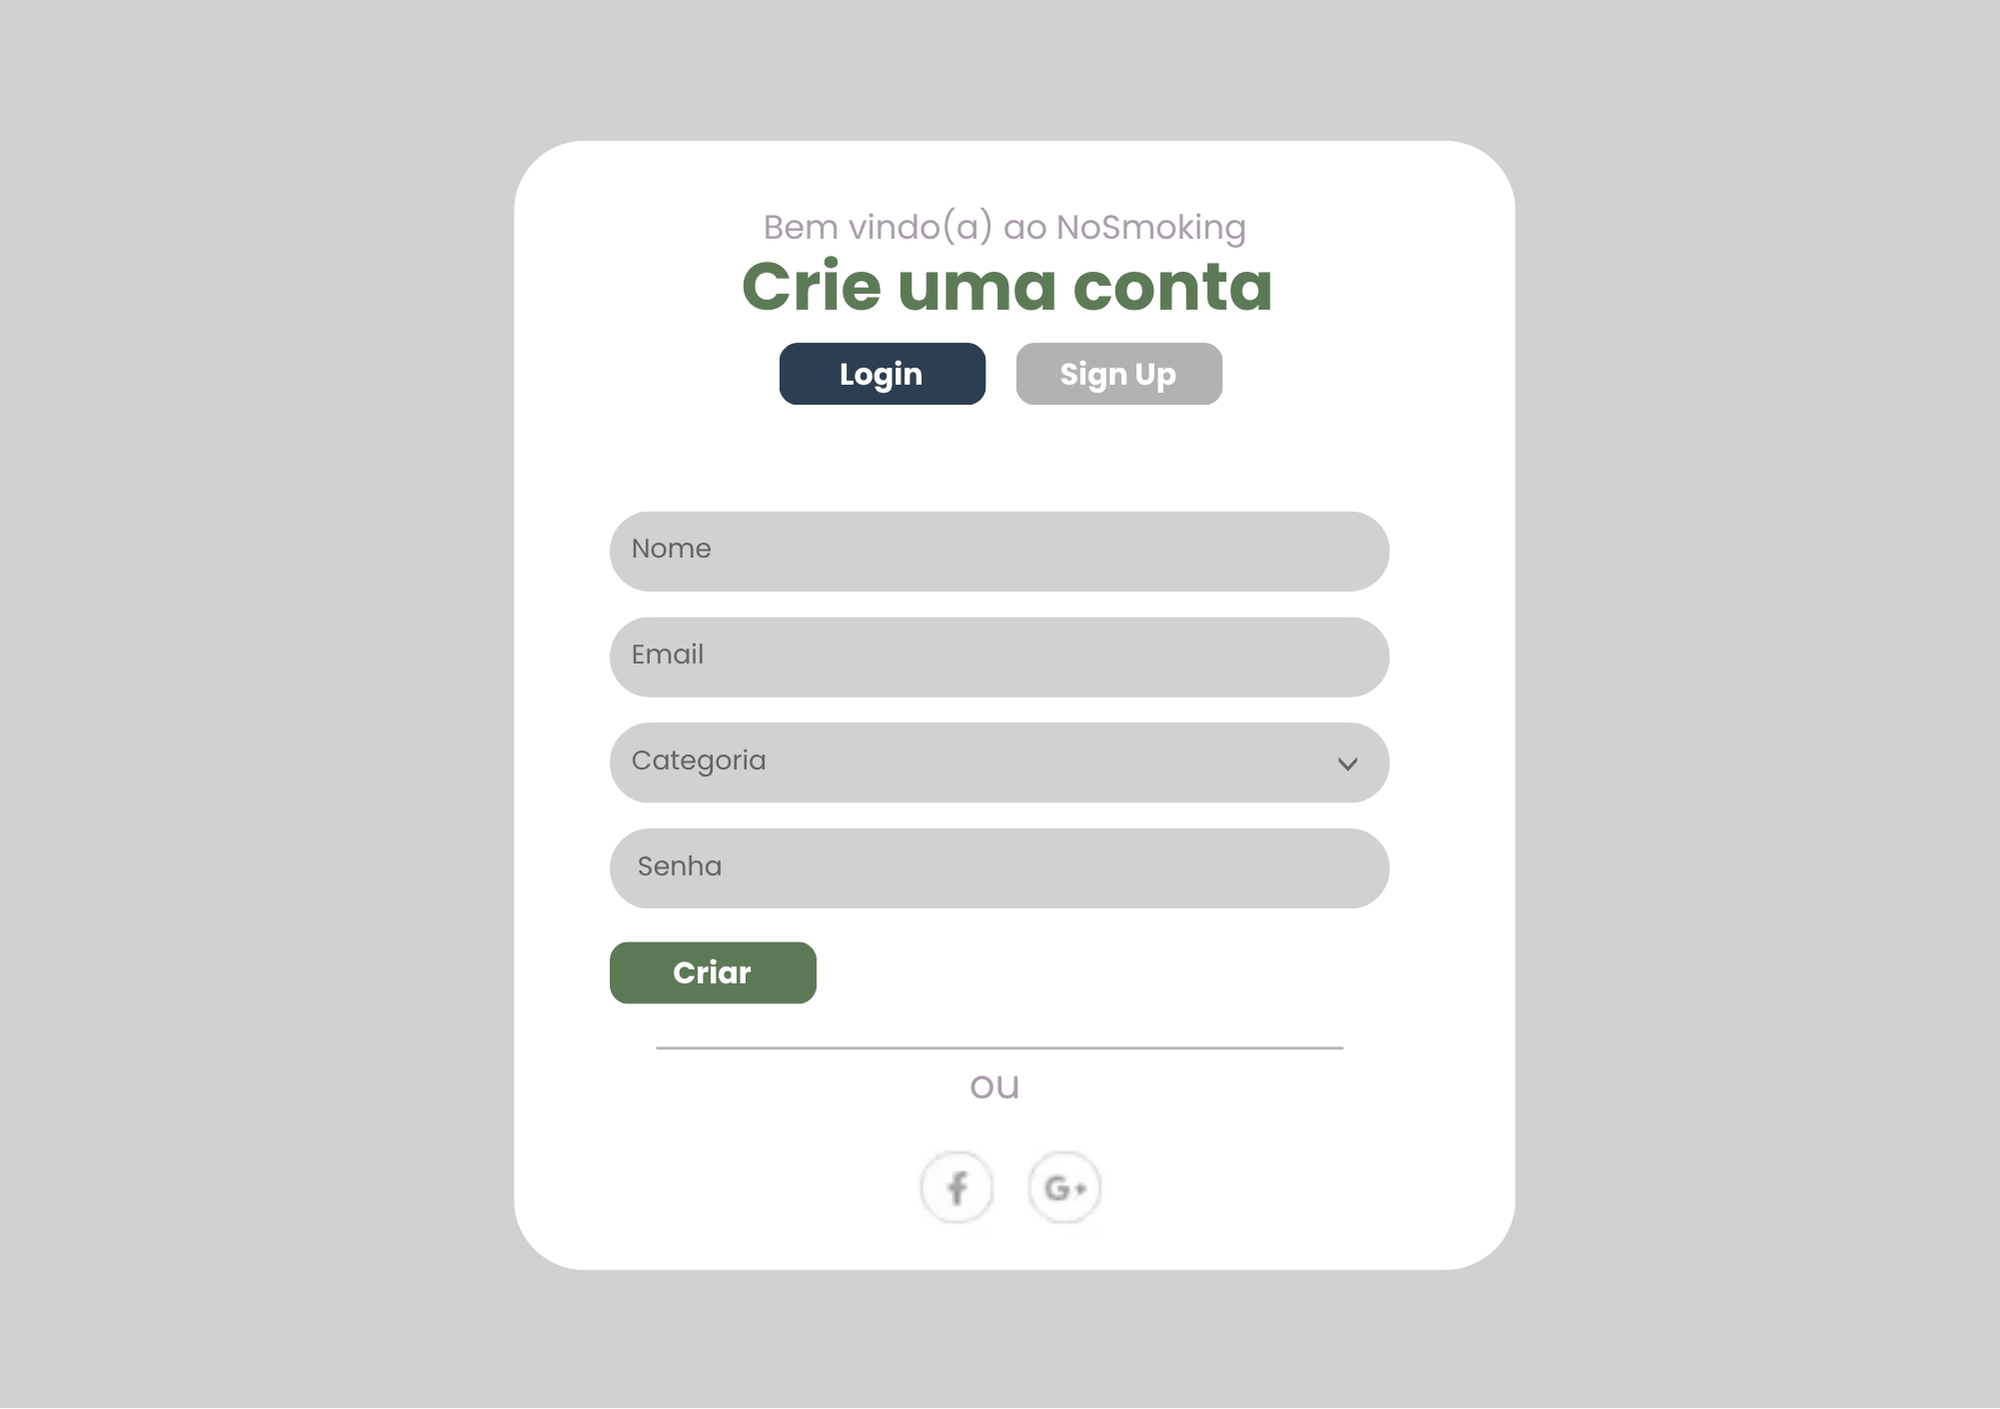 Bem vindo(a) ao NoSmoking
Crie uma conta
Login Sign Up
Nome
Email
Categoria
Senha
Criar
ou
f G+